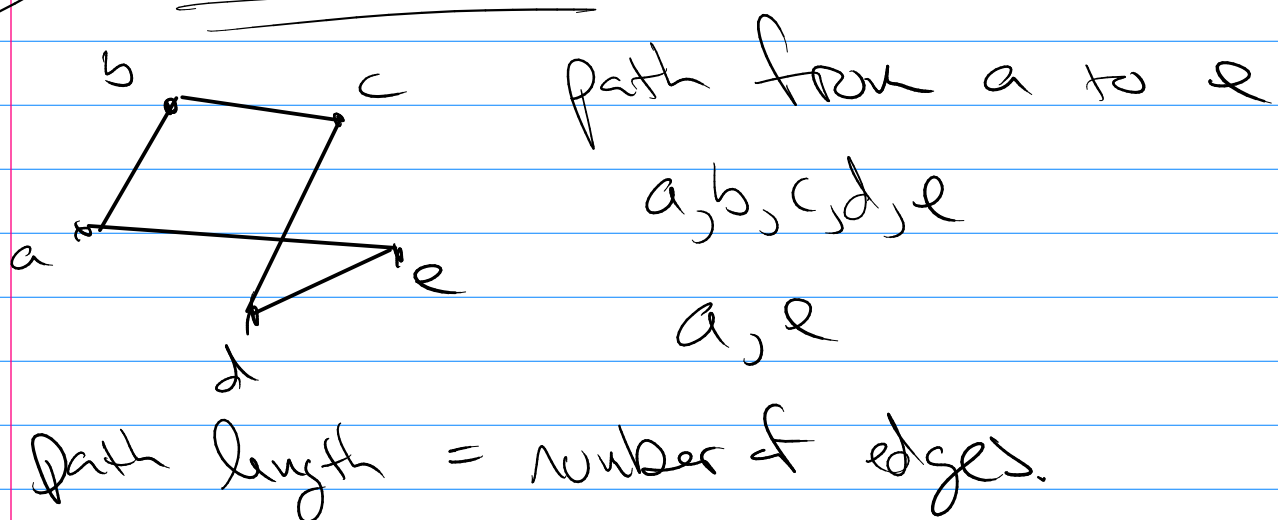 b
c
path from a to e
a, b, c, d, e
a
e
a, e
d
path length = number of edges.